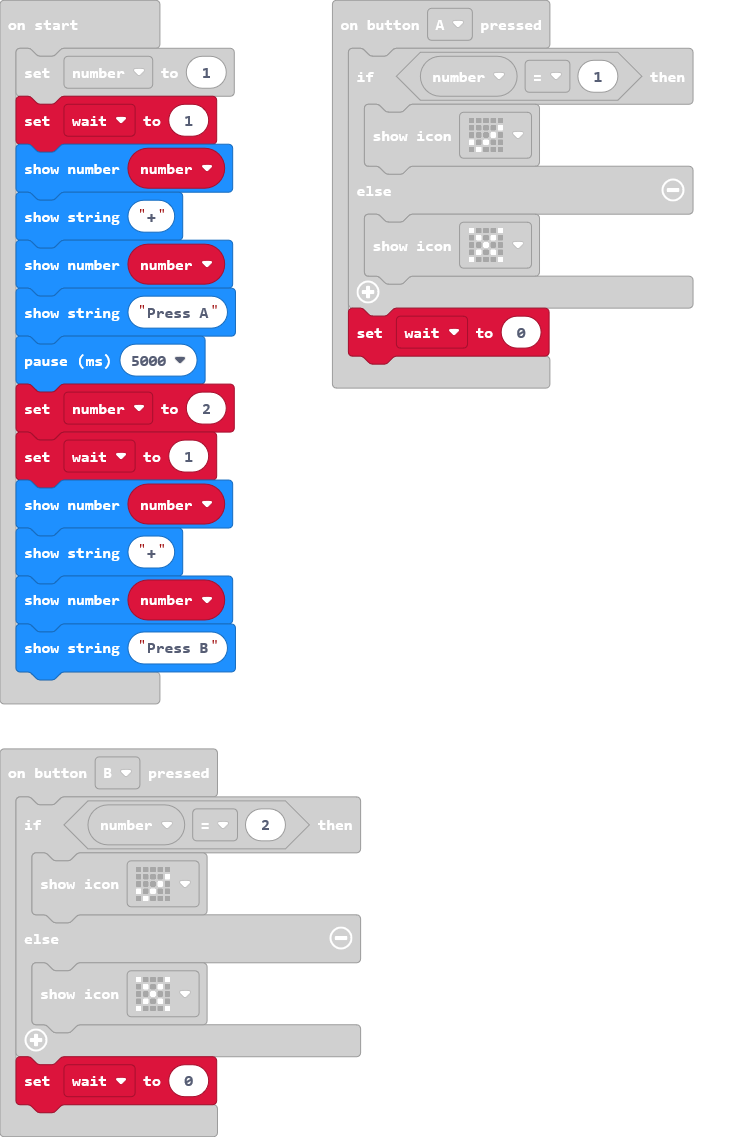 on start
set number to 1
set wait to 1
show number number
show string "+"
show number number
show string "Press A"
pause (ms) 5000
set number to 2
set wait to 1
show number number
show string "+"
show number number
show string "Press B"
on button A pressed
if number = 1 then
show icon
else
show icon
set wait to 0
on button B pressed
if number = 2 then
show icon
else
show icon
set wait to 0